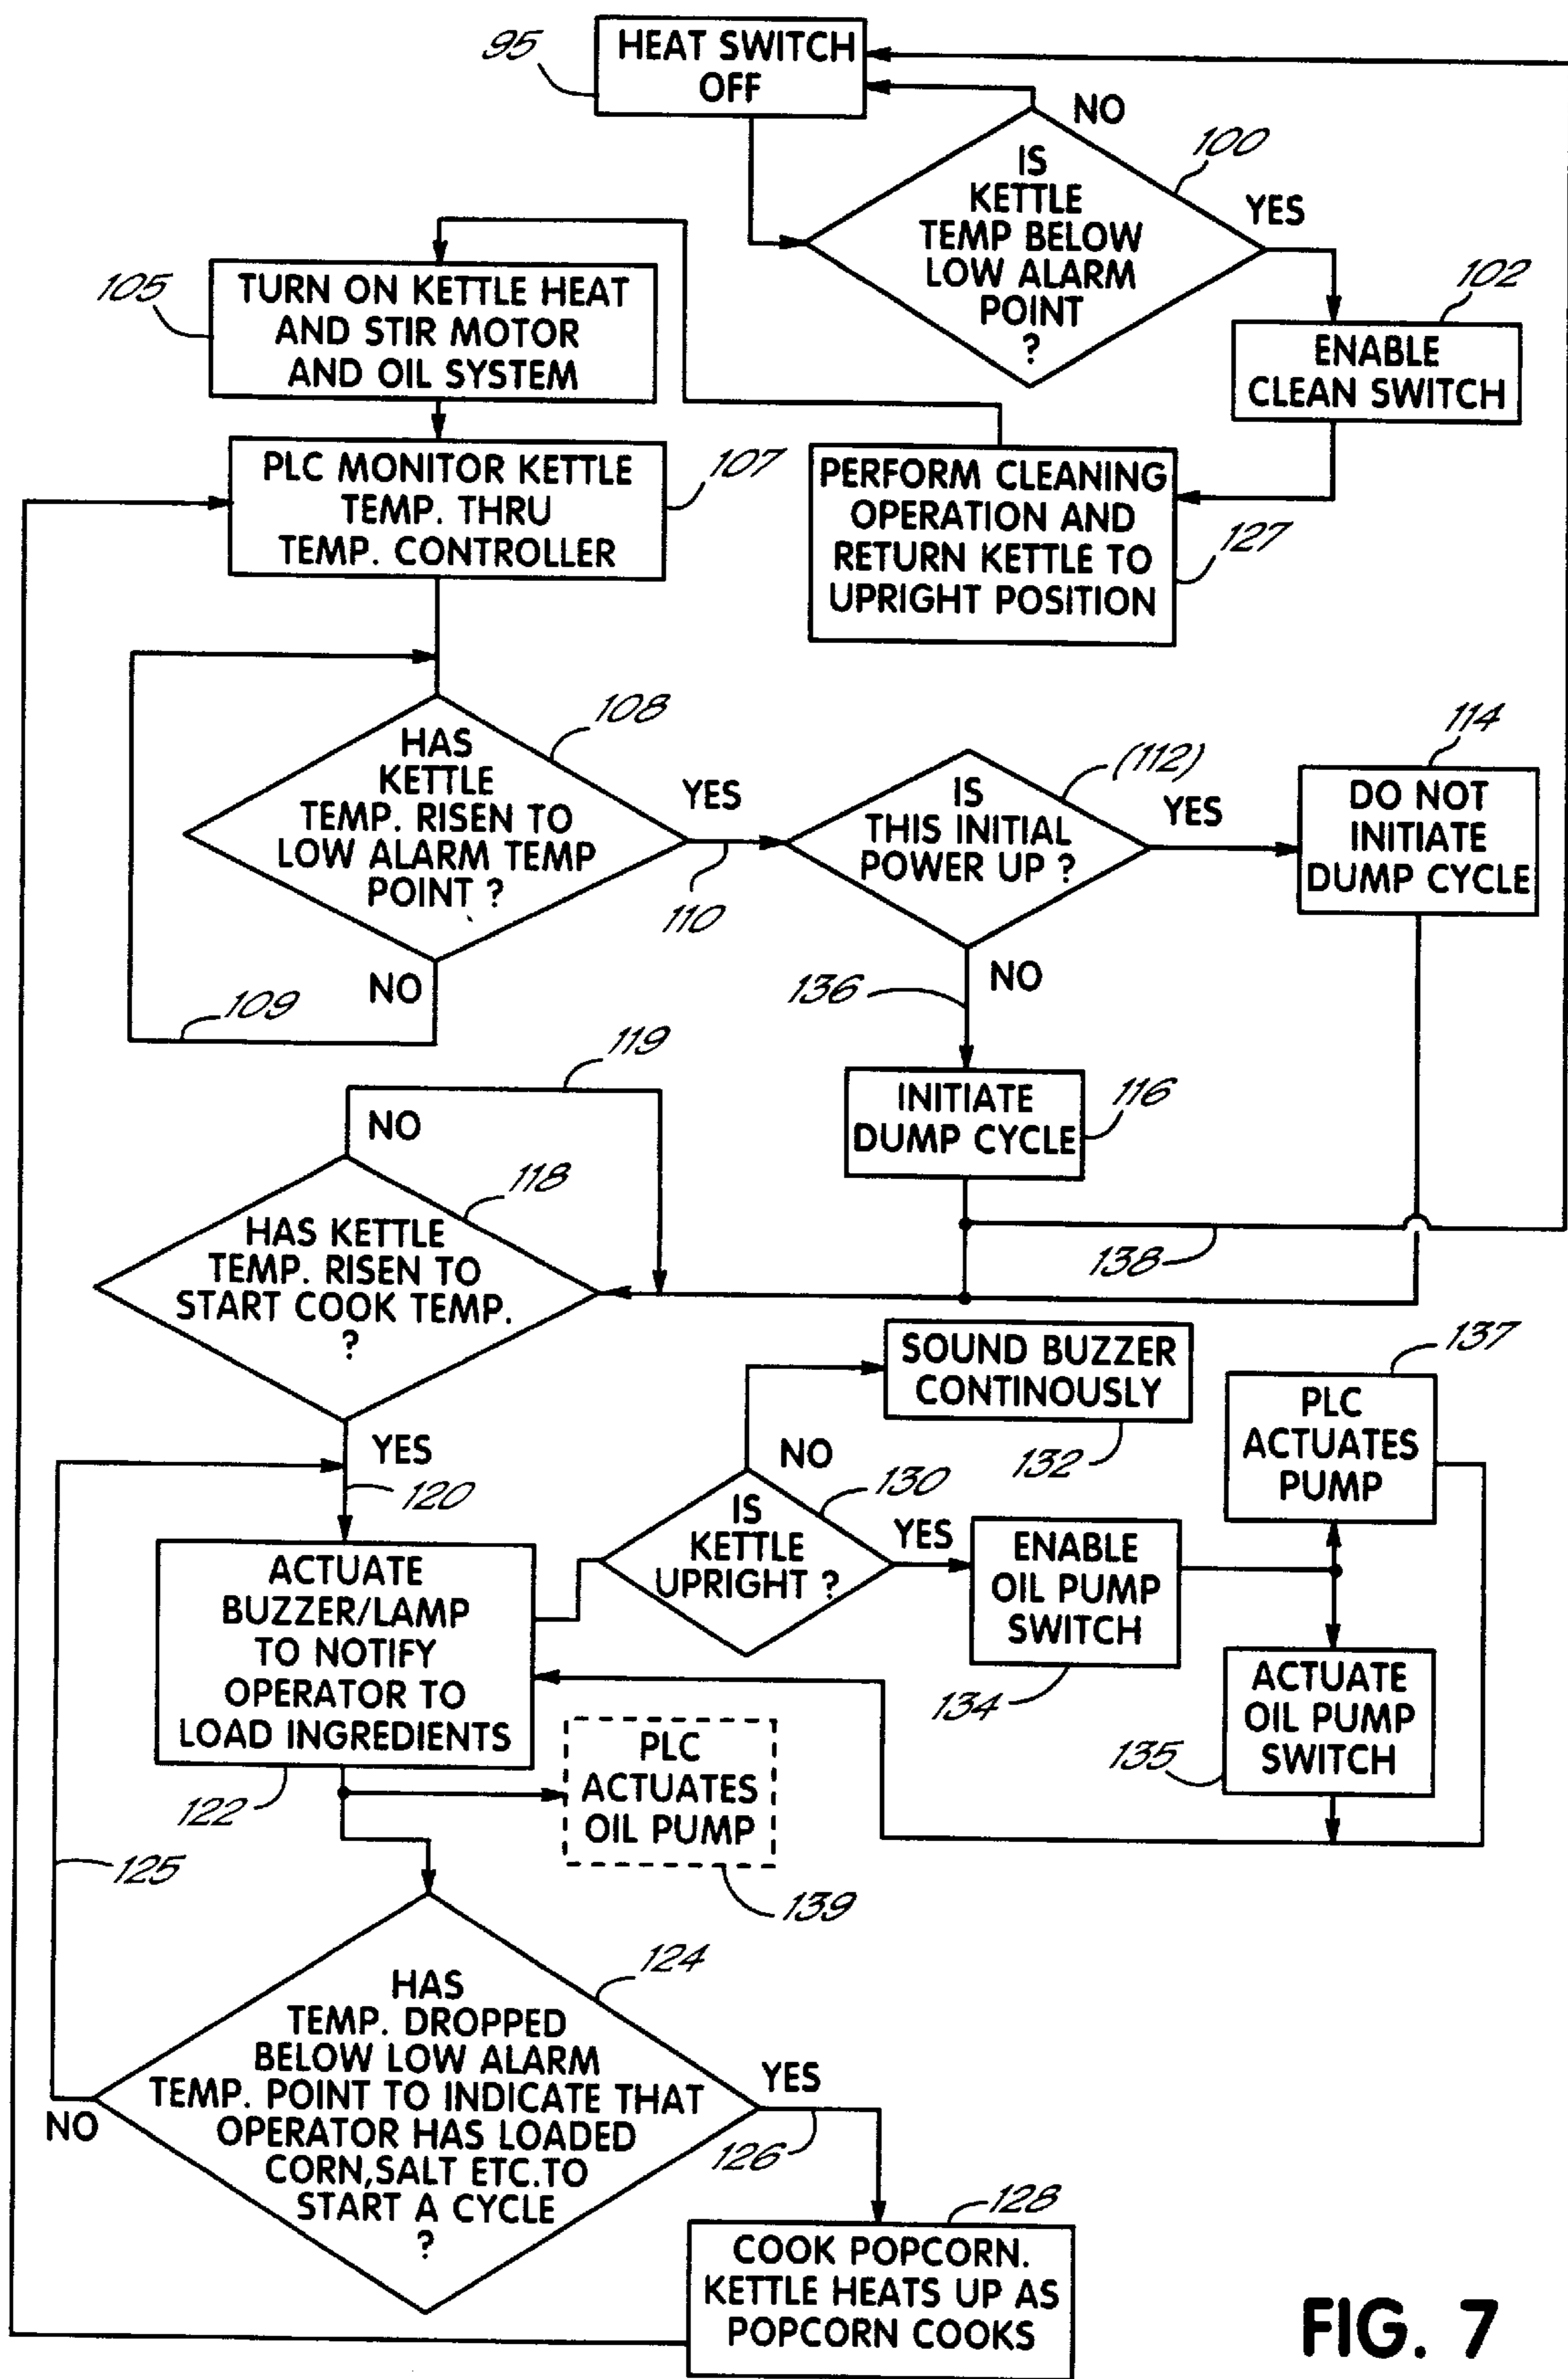 95
HEAT SWITCH
OFF
NO
100
IS
KETTLE
TEMP BELOW
LOW ALARM
POINT
?
YES
102
ENABLE
CLEAN SWITCH
105
TURN ON KETTLE HEAT
AND STIR MOTOR
AND OIL SYSTEM
PLC MONITOR KETTLE
TEMP. THRU
TEMP. CONTROLLER
107
PERFORM CLEANING
OPERATION AND
RETURN KETTLE TO
UPRIGHT POSITION
127
108
HAS
KETTLE
TEMP. RISEN TO
LOW ALARM TEMP
POINT ?
YES
110
NO
109
(112)
IS
THIS INITIAL
POWER UP ?
YES
114
DO NOT
INITIATE
DUMP CYCLE
136
NO
INITIATE
DUMP CYCLE
116
138
119
NO
118
HAS KETTLE
TEMP. RISEN TO
START COOK TEMP.
?
YES
120
SOUND BUZZER
CONTINOUSLY
132
NO
130
IS
KETTLE
UPRIGHT ?
YES
ENABLE
OIL PUMP
SWITCH
134
137
PLC
ACTUATES
PUMP
ACTUATE
OIL PUMP
SWITCH
135
ACTUATE
BUZZER/LAMP
TO NOTIFY
OPERATOR TO
LOAD INGREDIENTS
122
PLC
ACTUATES
OIL PUMP
139
125
124
HAS
TEMP. DROPPED
BELOW LOW ALARM
TEMP. POINT TO INDICATE THAT
OPERATOR HAS LOADED
CORN,SALT ETC.TO
START A CYCLE
?
NO
YES
126
128
COOK POPCORN.
KETTLE HEATS UP AS
POPCORN COOKS
FIG. 7